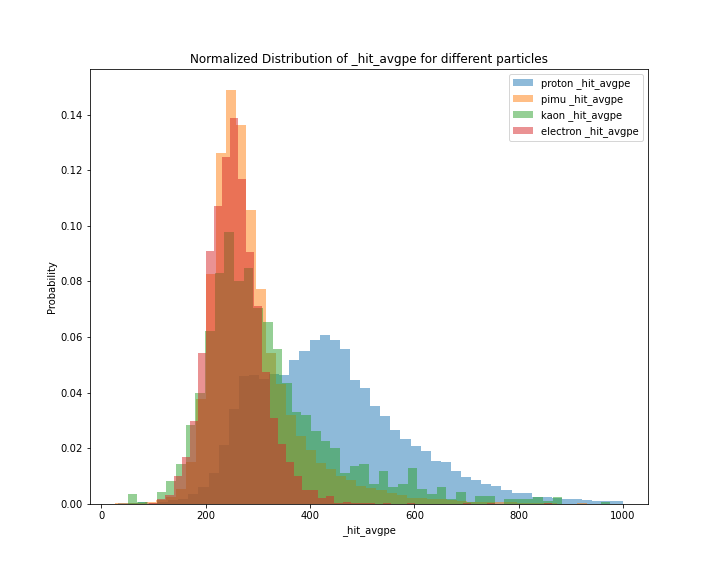 Normalized Distribution of _hit_avgpe for different particles
proton _hit_avgpe
pimu _hit_avgpe
kaon _hit_avgpe
electron _hit_avgpe
Probability
0.14
0.12
0.10
0.08
0.06
0.04
0.02
0.00
0 200 400 600 800 1000
_hit_avgpe